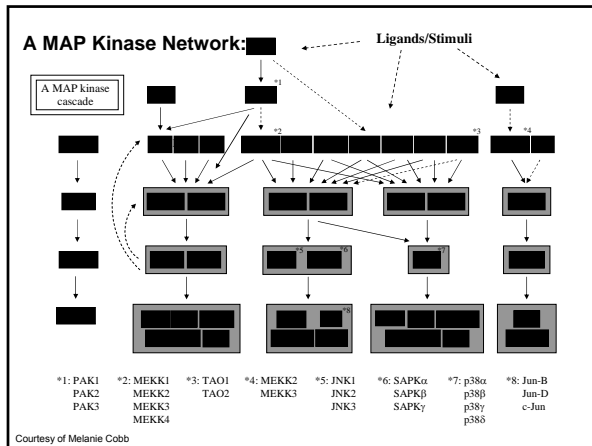 A MAP Kinase Network:
Ligands/Stimuli
A MAP kinase
cascade
*1
*2
*3
*4
*5
*6
*7
*8
*1: PAK1
PAK2
PAK3
*2: MEKK1
MEKK2
MEKK3
MEKK4
*3: TAO1
TAO2
*4: MEKK2
MEKK3
*5: JNK1
JNK2
JNK3
*6: SAPKα
SAPKβ
SAPKγ
*7: p38α
p38β
p38γ
p38δ
*8: Jun-B
Jun-D
c-Jun
Courtesy of Melanie Cobb